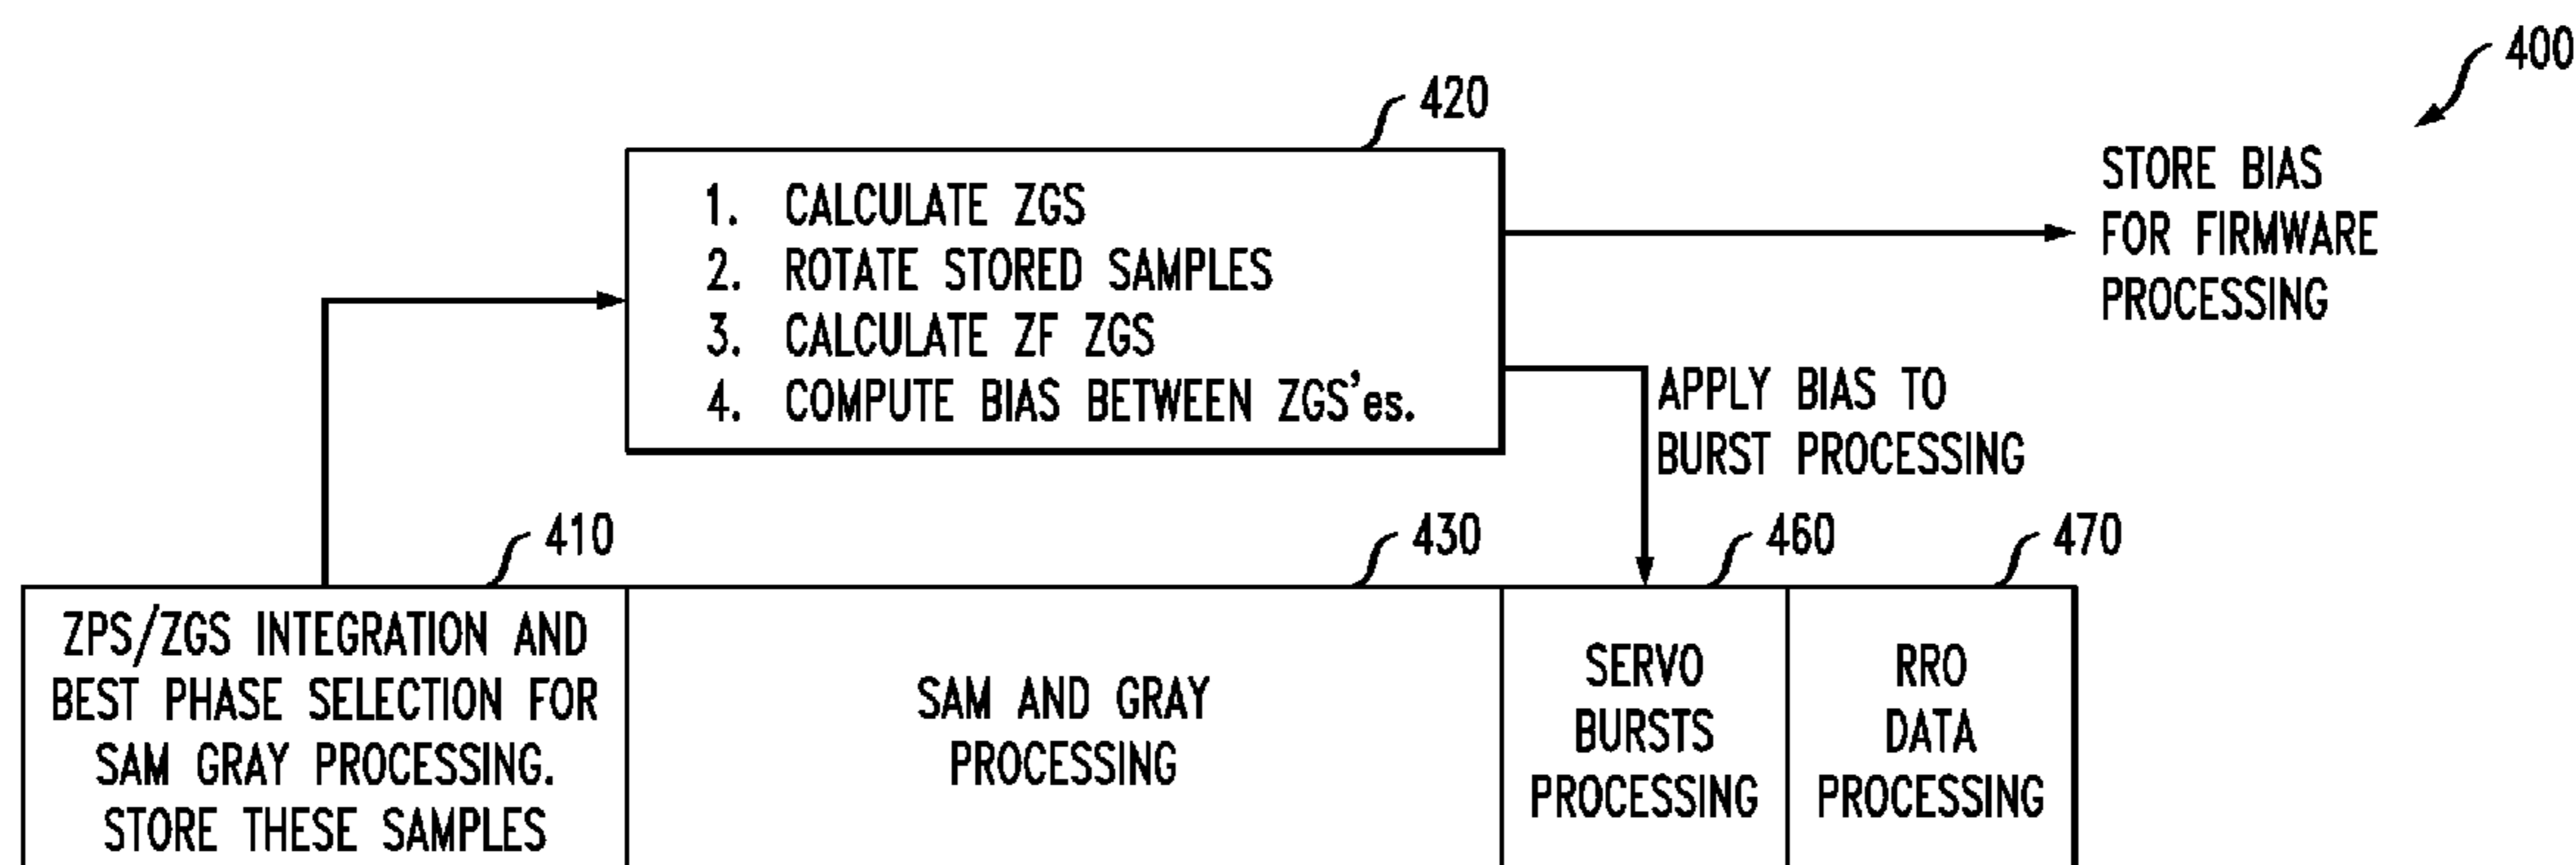 400
420
1. CALCULATE ZGS
2. ROTATE STORED SAMPLES
3. CALCULATE ZF ZGS
4. COMPUTE BIAS BETWEEN ZGS'es.
STORE BIAS
FOR FIRMWARE
PROCESSING
APPLY BIAS TO
BURST PROCESSING
410
430
460
470
ZPS/ZGS INTEGRATION AND
BEST PHASE SELECTION FOR
SAM GRAY PROCESSING.
STORE THESE SAMPLES
SAM AND GRAY
PROCESSING
SERVO
BURSTS
PROCESSING
RRO
DATA
PROCESSING